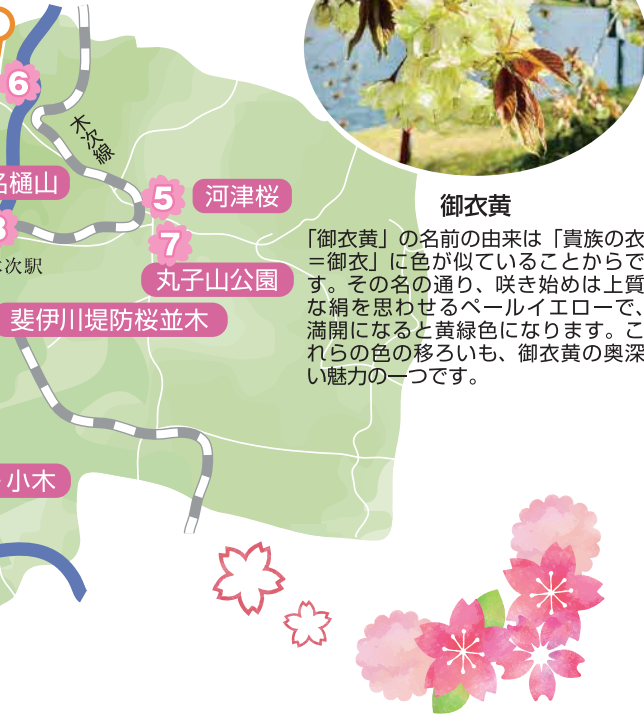 6
木次線
名樋山
5
河津桜
8
7
木次駅
丸子山公園
斐伊川堤防桜並木
小木
御衣黄
「御衣黄」の名前の由来は「貴族の衣
＝御衣」に色が似ていることからで
す。その名の通り、咲き始めは上質
な絹を思わせるペールイエローで、
満開になると黄緑色になります。こ
れらの色の移ろいも、御衣黄の奥深
い魅力の一つです。